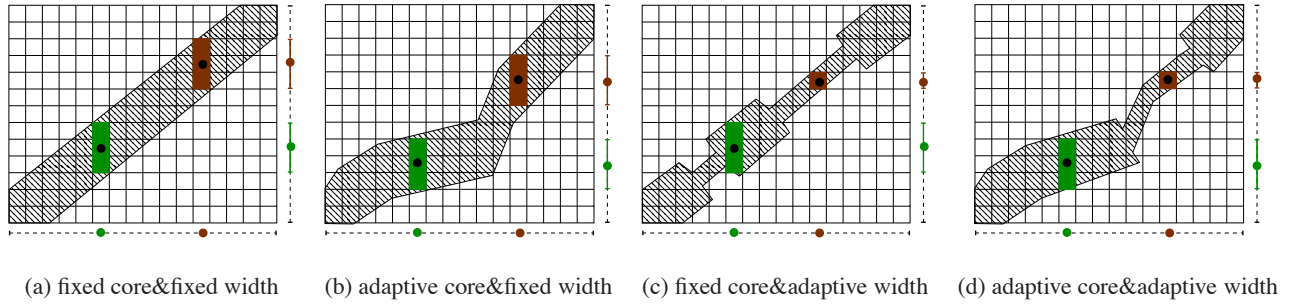 (a) fixed core&fixed width
(b) adaptive core&fixed width
(c) fixed core&adaptive width
(d) adaptive core&adaptive width